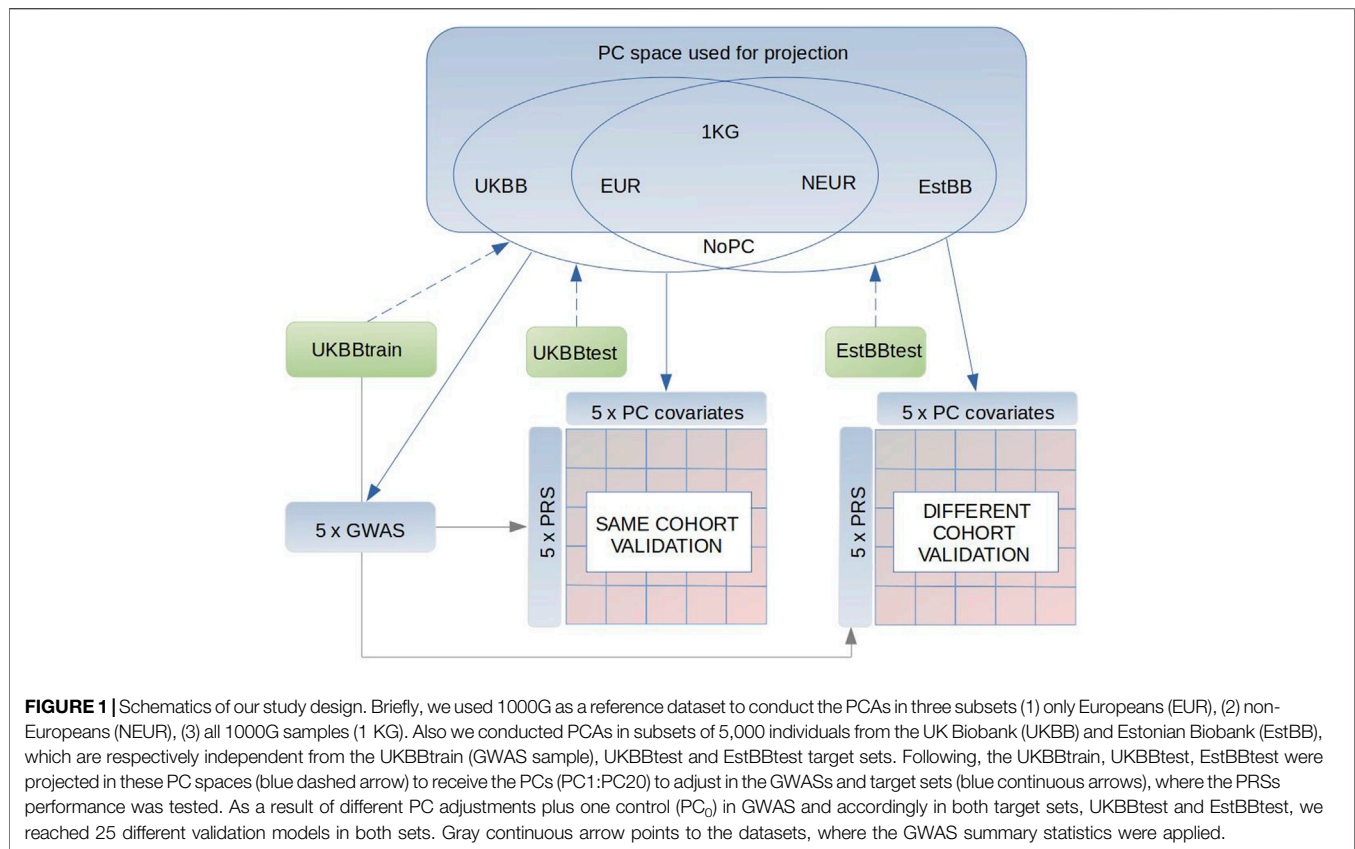 PC space used for projection
1KG
UKBB
EUR
NEUR
EstBB
NoPC
UKBBtrain
UKBBtest
EstBBtest
5 x PC covariates
5 x PC covariates
5 x GWAS
5 x PRS
SAME COHORT
VALIDATION
5 x PRS
DIFFERENT
COHORT
VALIDATION
FIGURE 1 | Schematics of our study design. Briefly, we used 1000G as a reference dataset to conduct the PCAs in three subsets (1) only Europeans (EUR), (2) non-
Europeans (NEUR), (3) all 1000G samples (1 KG). Also we conducted PCAs in subsets of 5,000 individuals from the UK Biobank (UKBB) and Estonian Biobank (EstBB),
which are respectively independent from the UKBBtrain (GWAS sample), UKBBtest and EstBBtest target sets. Following, the UKBBtrain, UKBBtest, EstBBtest were
projected in these PC spaces (blue dashed arrow) to receive the PCs (PC1:PC20) to adjust in the GWASs and target sets (blue continuous arrows), where the PRSs
performance was tested. As a result of different PC adjustments plus one control (PC₀) in GWAS and accordingly in both target sets, UKBBtest and EstBBtest, we
reached 25 different validation models in both sets. Gray continuous arrow points to the datasets, where the GWAS summary statistics were applied.